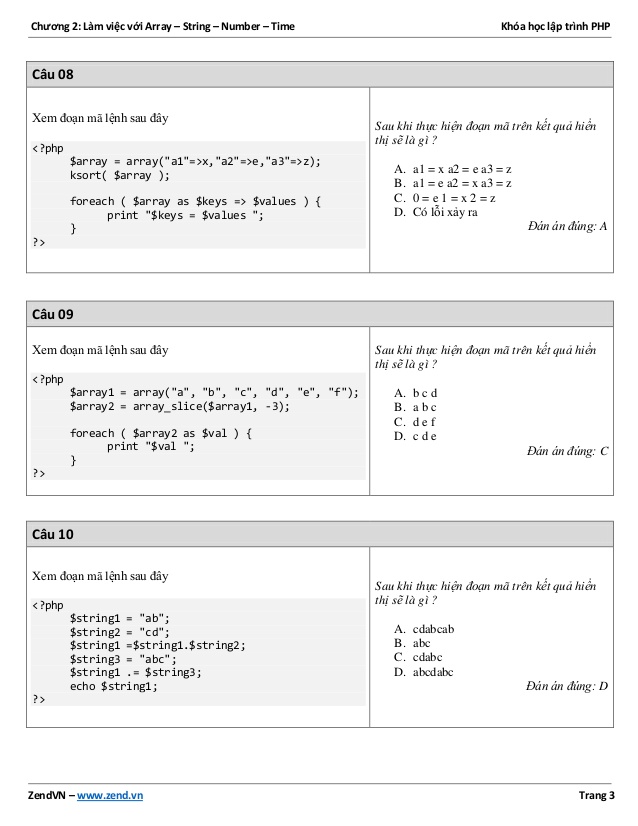 Chương 2: Làm việc với Array – String – Number – Time Khóa học lập trình PHP
Câu 08
Xem đoạn mã lệnh sau đây
<?php
$array = array("a1"=>x,"a2"=>e,"a3"=>z);
ksort( $array );
foreach ( $array as $keys => $values ) {
print "$keys = $values ";
}
?>
Sau khi thực hiện đoạn mã trên kết quả hiển
thị sẽ là gì ?
A. a1 = x a2 = e a3 = z
B. a1 = e a2 = x a3 = z
C. 0 = e 1 = x 2 = z
D. Có lỗi xảy ra
Đán án đúng: A
Câu 09
Xem đoạn mã lệnh sau đây
<?php
$array1 = array("a", "b", "c", "d", "e", "f");
$array2 = array_slice($array1, -3);
foreach ( $array2 as $val ) {
print "$val ";
}
?>
Sau khi thực hiện đoạn mã trên kết quả hiển
thị sẽ là gì ?
A. b c d
B. a b c
C. d e f
D. c d e
Đán án đúng: C
Câu 10
Xem đoạn mã lệnh sau đây
<?php
$string1 = "ab";
$string2 = "cd";
$string1 =$string1.$string2;
$string3 = "abc";
$string1 .= $string3;
echo $string1;
?>
Sau khi thực hiện đoạn mã trên kết quả hiển
thị sẽ là gì ?
A. cdabcab
B. abc
C. cdabc
D. abcdabc
Đán án đúng: D
ZendVN – www.zend.vn Trang 3